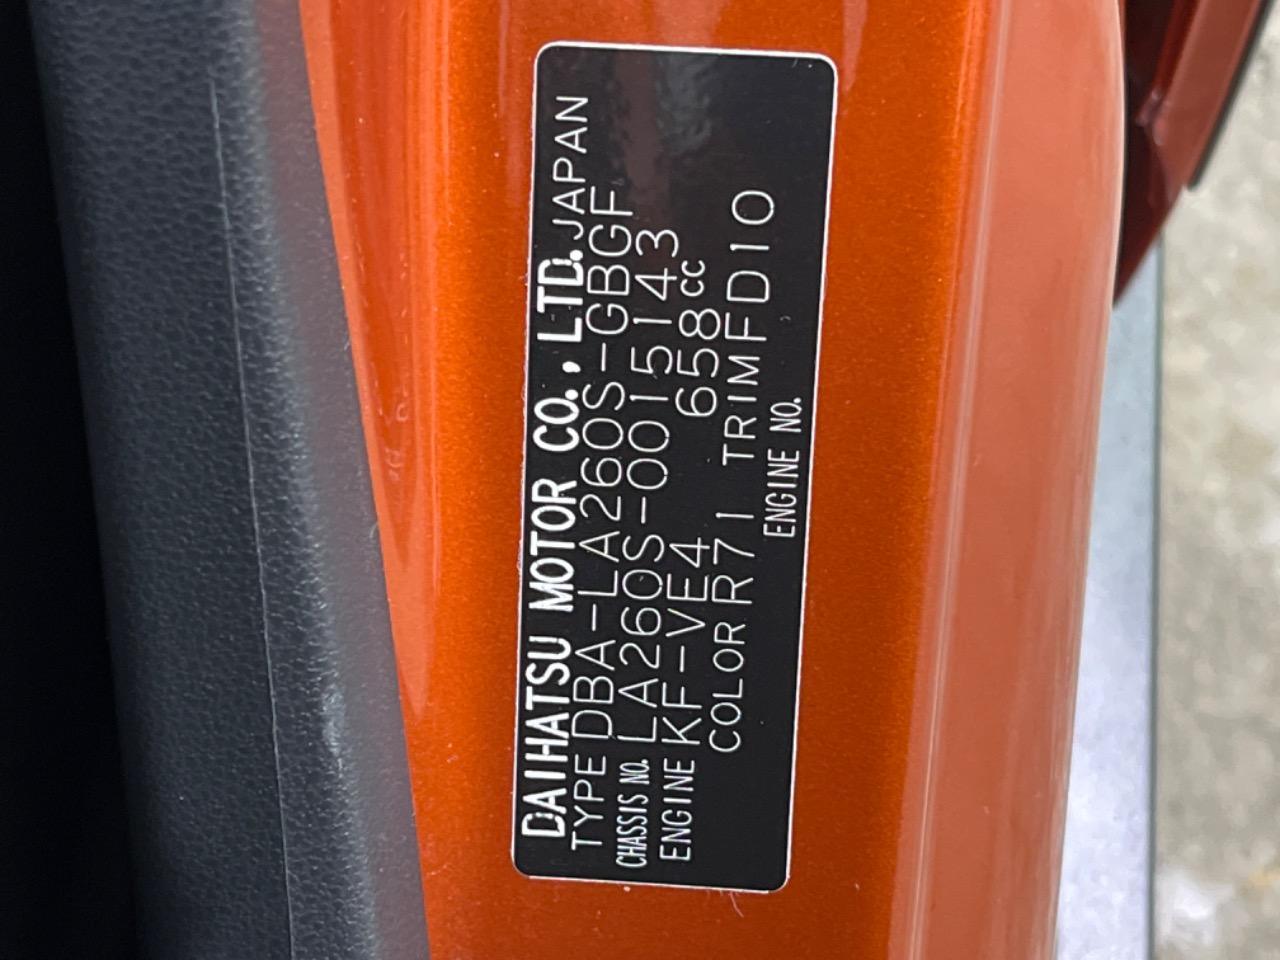 DAIHATSU MOTOR CO., LTD. JAPAN
TYPE DBA-LA260S-GBGF
CHASSIS NO. LA260S-0015143
ENGINE KF-VE4 658cc
COLOR R71 TRIM FD10
ENGINE NO.